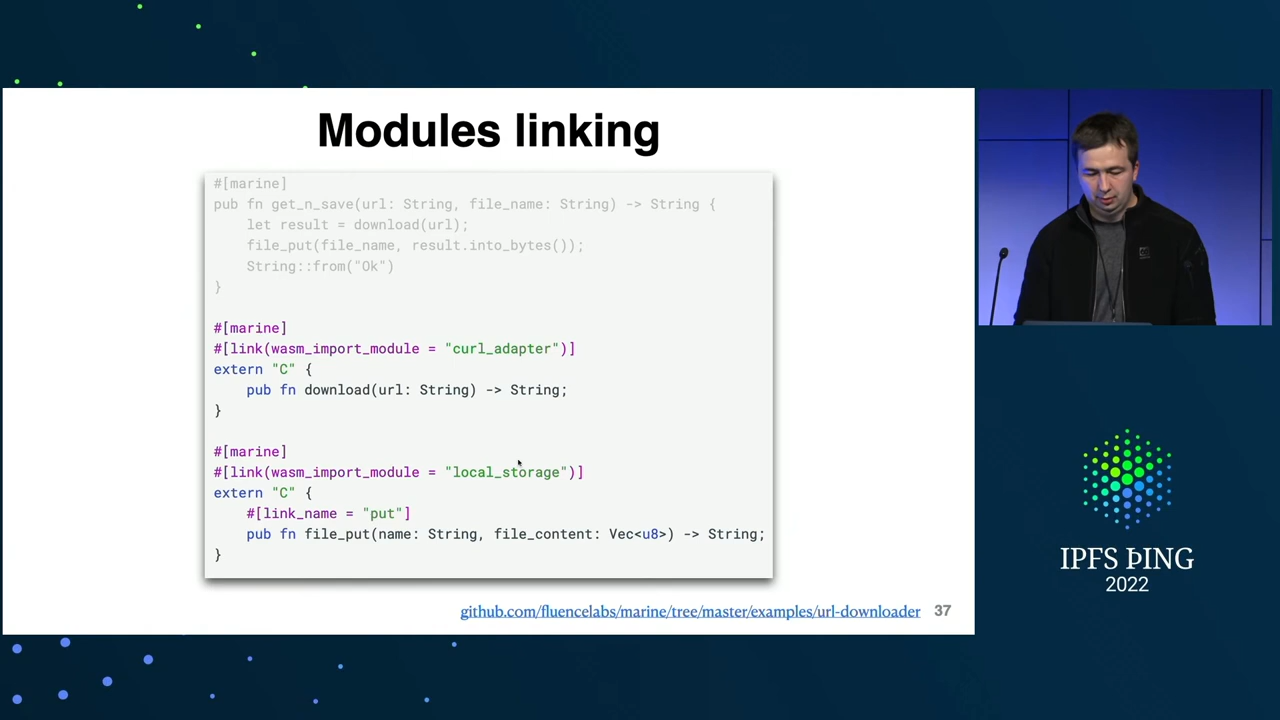 Modules linking
#[marine]
pub fn get_n_save(url: String, file_name: String) -> String {
    let result = download(url);
    file_put(file_name, result.into_bytes());
    String::from("Ok")
}
#[marine]
#[link(wasm_import_module = "curl_adapter")]
extern "C" {
    pub fn download(url: String) -> String;
}
#[marine]
#[link(wasm_import_module = "local_storage")]
extern "C" {
    #[link_name = "put"]
    pub fn file_put(name: String, file_content: Vec<u8>) -> String;
}
github.com/fluencelabs/marine/tree/master/examples/url-downloader 37
IPFS ÞING
2022